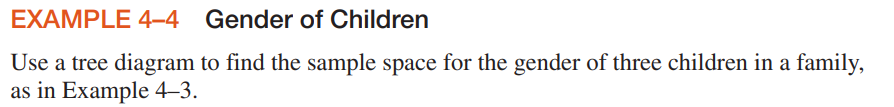 EXAMPLE 4–4 Gender of Children
Use a tree diagram to find the sample space for the gender of three children in a family,
as in Example 4–3.